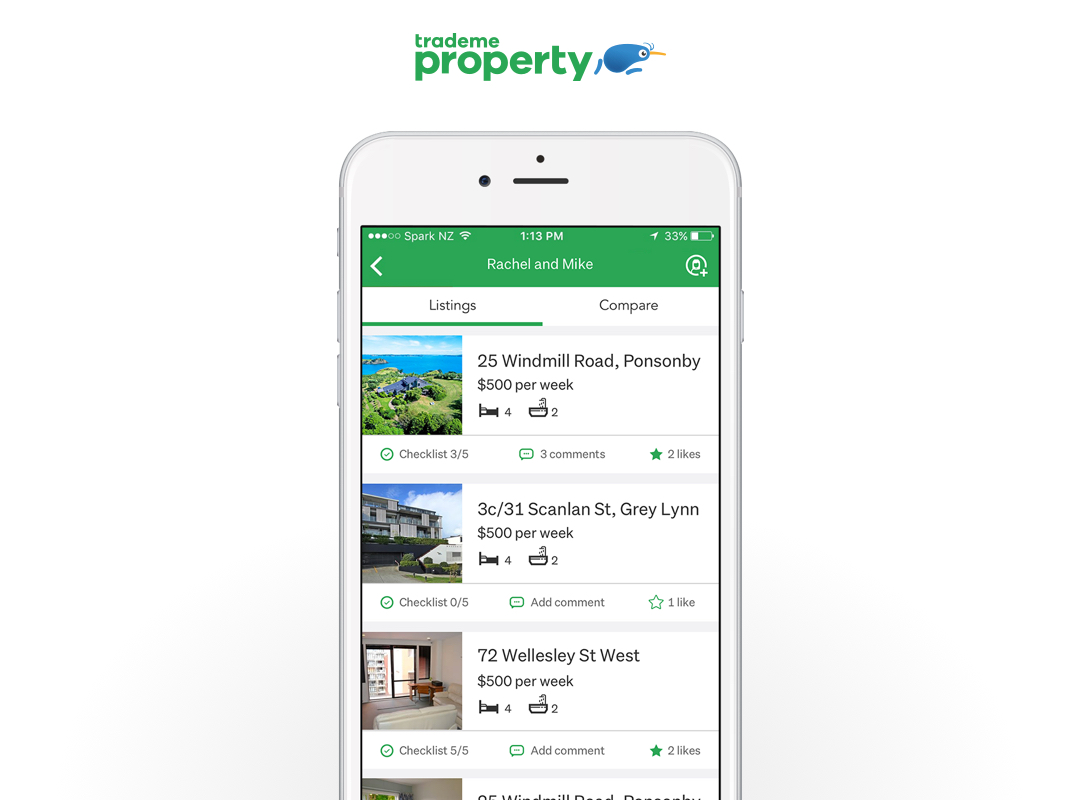 trademe
property
Spark NZ 1:13 PM 33%
Rachel and Mike
Listings Compare
25 Windmill Road, Ponsonby
$500 per week
4 2
Checklist 3/5 3 comments 2 likes
3c/31 Scanlan St, Grey Lynn
$500 per week
4 2
Checklist 0/5 Add comment 1 like
72 Wellesley St West
$500 per week
4 2
Checklist 5/5 Add comment 2 likes